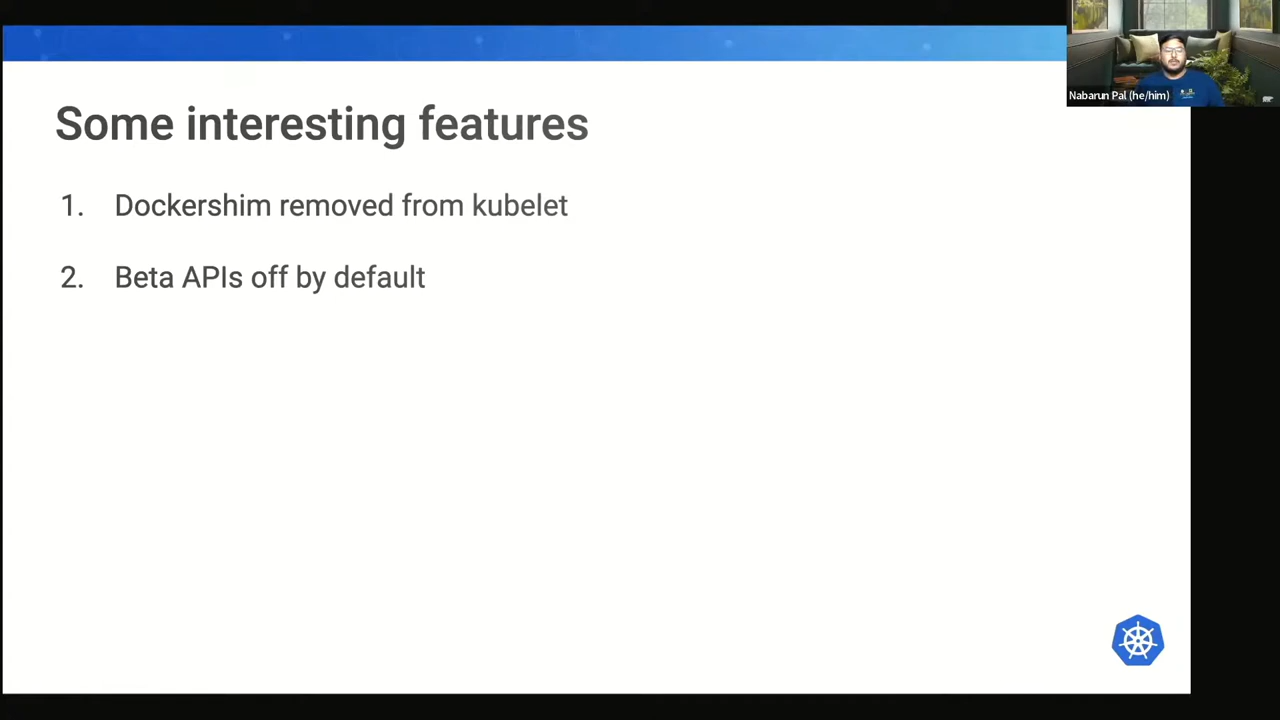 Nabarun Pal (he/him)
Some interesting features
1. Dockershim removed from kubelet
2. Beta APIs off by default